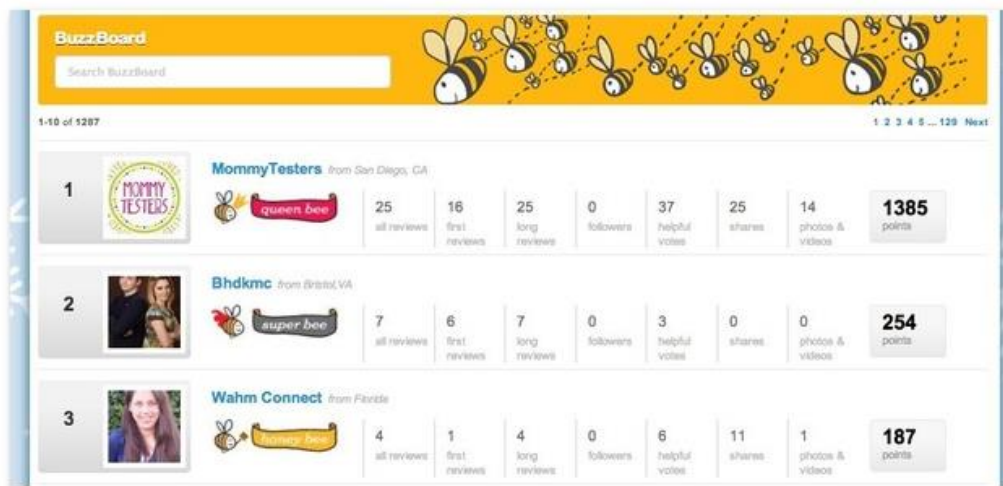 BuzzBoard
Search BuzzBoard
1-10 of 1287
1 2 3 4 5 ... 129 Next
1
MOMMY
TESTERS
MommyTesters from San Diego, CA
queen bee
25 all reviews
16 first reviews
25 long reviews
0 followers
37 helpful votes
25 shares
14 photos & videos
1385 points
2
Bhdkmc from Bristol, VA
super bee
7 all reviews
6 first reviews
7 long reviews
0 followers
3 helpful votes
0 shares
0 photos & videos
254 points
3
Wahm Connect from Florida
honey bee
4 all reviews
1 first reviews
4 long reviews
0 followers
6 helpful votes
11 shares
1 photos & videos
187 points